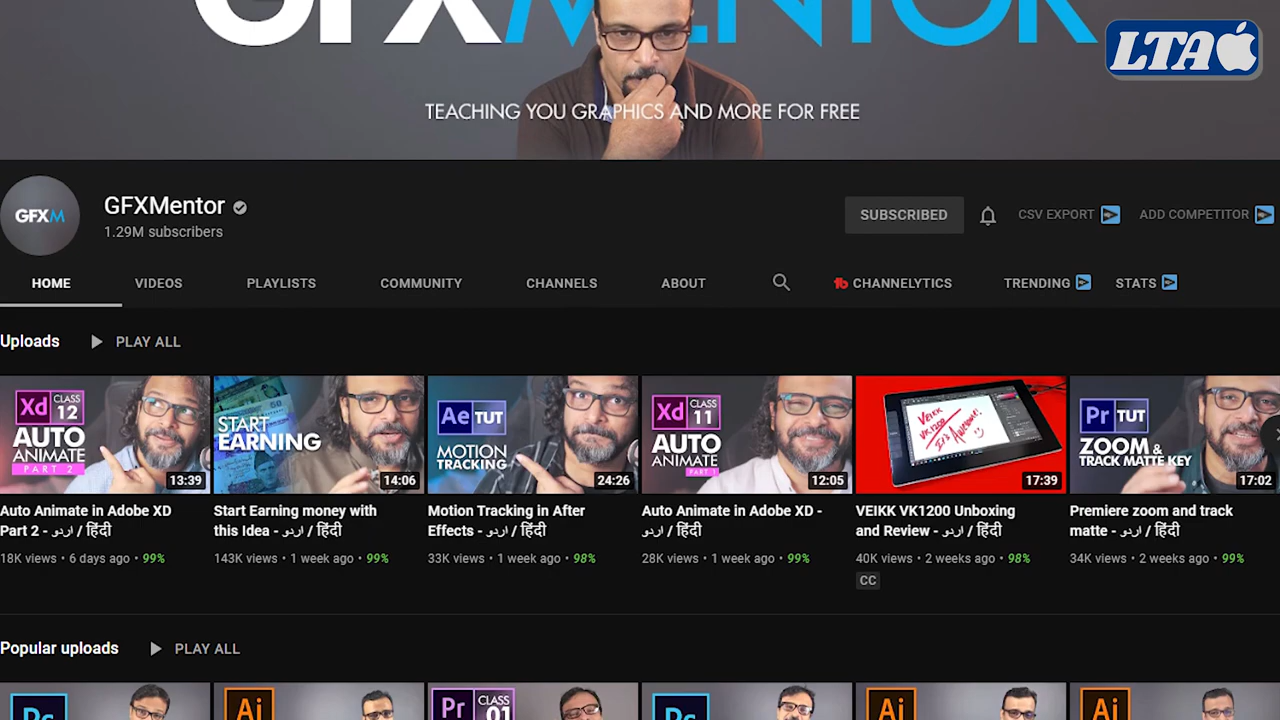 GFXMENTOR
LTA
TEACHING YOU GRAPHICS AND MORE FOR FREE
GFXM
GFXMentor
1.29M subscribers
SUBSCRIBED
CSV EXPORT
ADD COMPETITOR
HOME
VIDEOS
PLAYLISTS
COMMUNITY
CHANNELS
ABOUT
CHANNELYTICS
TRENDING
STATS
Uploads
PLAY ALL
Xd CLASS 12
AUTO
ANIMATE
PART 2
13:39
START
EARNING
14:06
Ae TUT
MOTION
TRACKING
24:26
Xd CLASS 11
AUTO
ANIMATE
PART 1
12:05
VEIKK
VK1200
It's Awesome!
17:39
Pr TUT
ZOOM &
TRACK MATTE KEY
17:02
Auto Animate in Adobe XD
Part 2 - اردو / हिंदी
18K views • 6 days ago • 99%
Start Earning money with
this Idea - اردو / हिंदी
143K views • 1 week ago • 99%
Motion Tracking in After
Effects - اردو / हिंदी
33K views • 1 week ago • 98%
Auto Animate in Adobe XD -
اردو / हिंदी
28K views • 1 week ago • 99%
VEIKK VK1200 Unboxing
and Review - اردو / हिंदी
40K views • 2 weeks ago • 98%
CC
Premiere zoom and track
matte - اردو / हिंदी
34K views • 2 weeks ago • 99%
Popular uploads
PLAY ALL
Ps
Ai
Pr CLASS 01
Ps
Ai
Ai